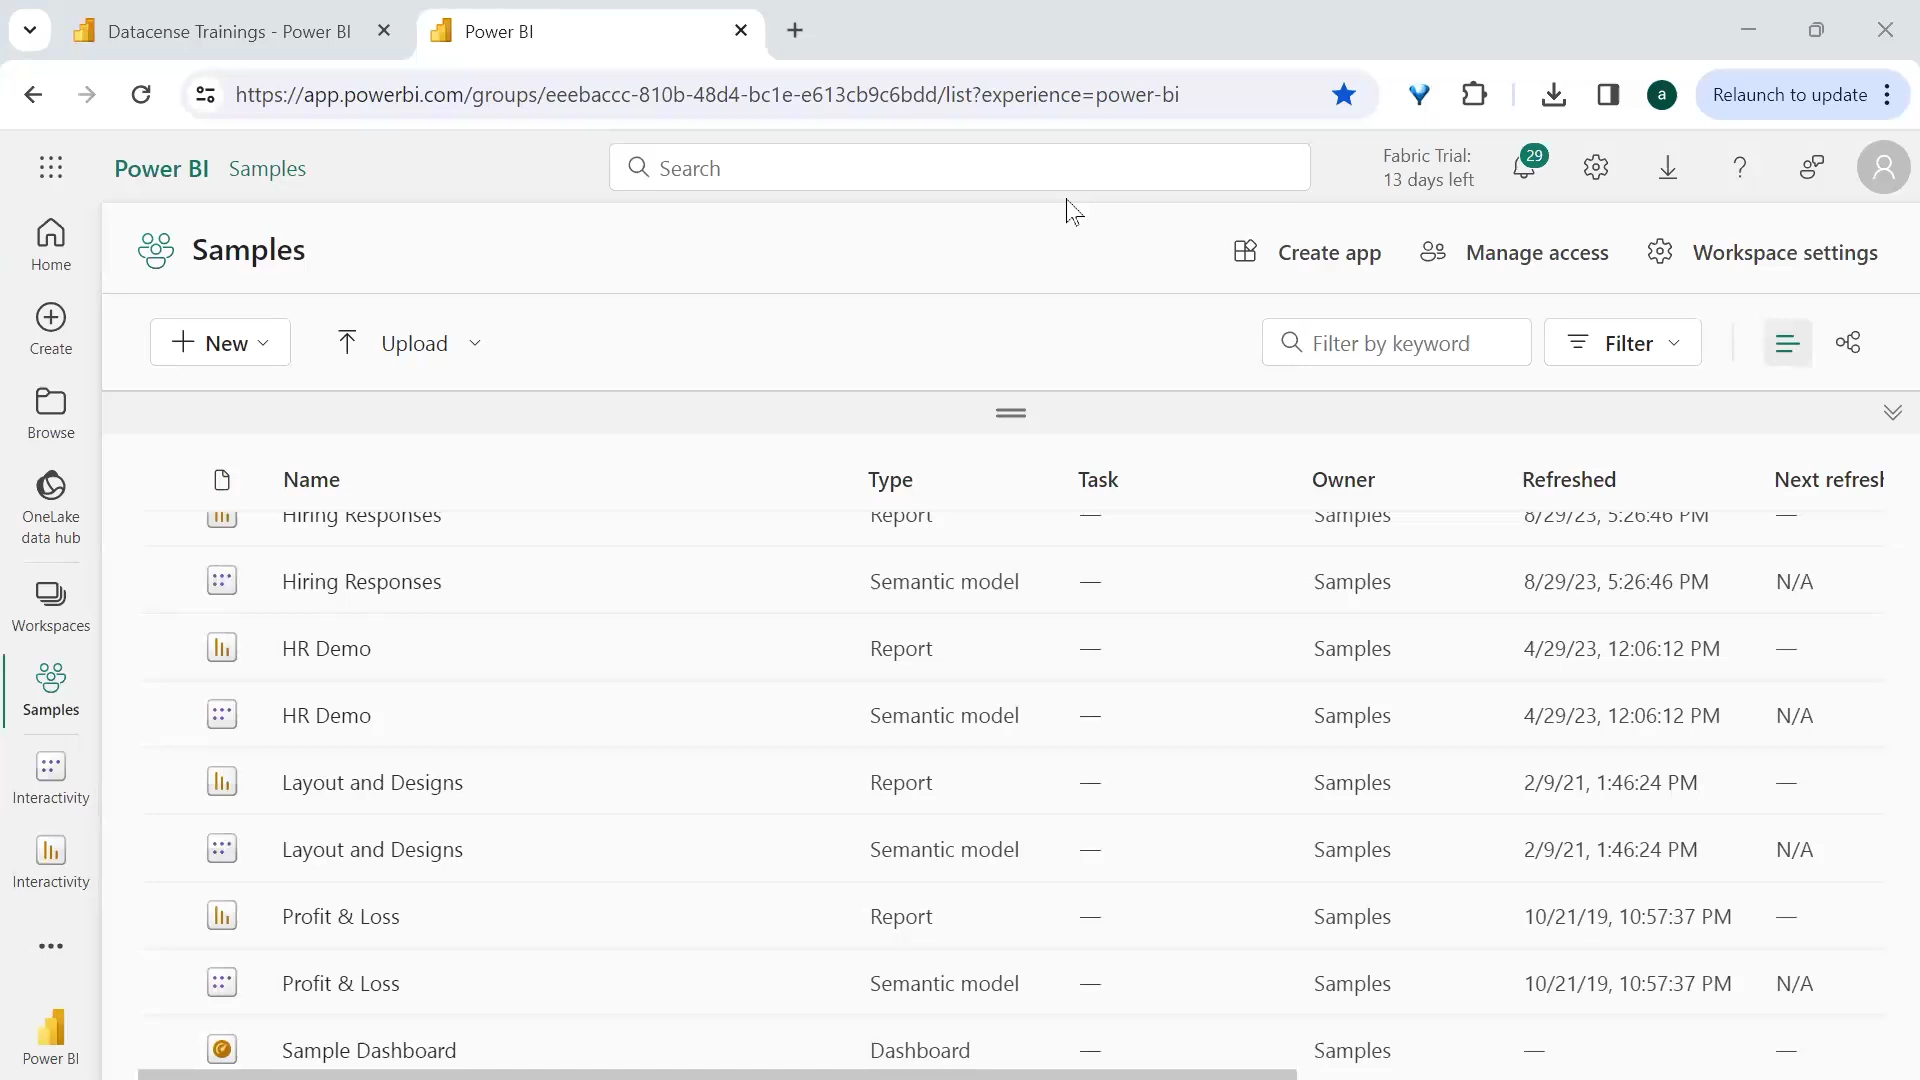 Datacense Trainings - Power BI
Power BI
https://app.powerbi.com/groups/eeebaccc-810b-48d4-bc1e-e613cb9c6bdd/list?experience=power-bi
a
Relaunch to update
Power BI Samples
Search
Fabric Trial:
13 days left
29
Home
Create
Browse
OneLake
data hub
Workspaces
Samples
Interactivity
Interactivity
Power BI
Samples
Create app
Manage access
Workspace settings
New
Upload
Filter by keyword
Filter
Name Type Task Owner Refreshed Next refresh
Hiring Responses Report — Samples 8/29/23, 5:26:46 PM —
Hiring Responses Semantic model — Samples 8/29/23, 5:26:46 PM N/A
HR Demo Report — Samples 4/29/23, 12:06:12 PM —
HR Demo Semantic model — Samples 4/29/23, 12:06:12 PM N/A
Layout and Designs Report — Samples 2/9/21, 1:46:24 PM —
Layout and Designs Semantic model — Samples 2/9/21, 1:46:24 PM N/A
Profit & Loss Report — Samples 10/21/19, 10:57:37 PM —
Profit & Loss Semantic model — Samples 10/21/19, 10:57:37 PM N/A
Sample Dashboard Dashboard — Samples — —